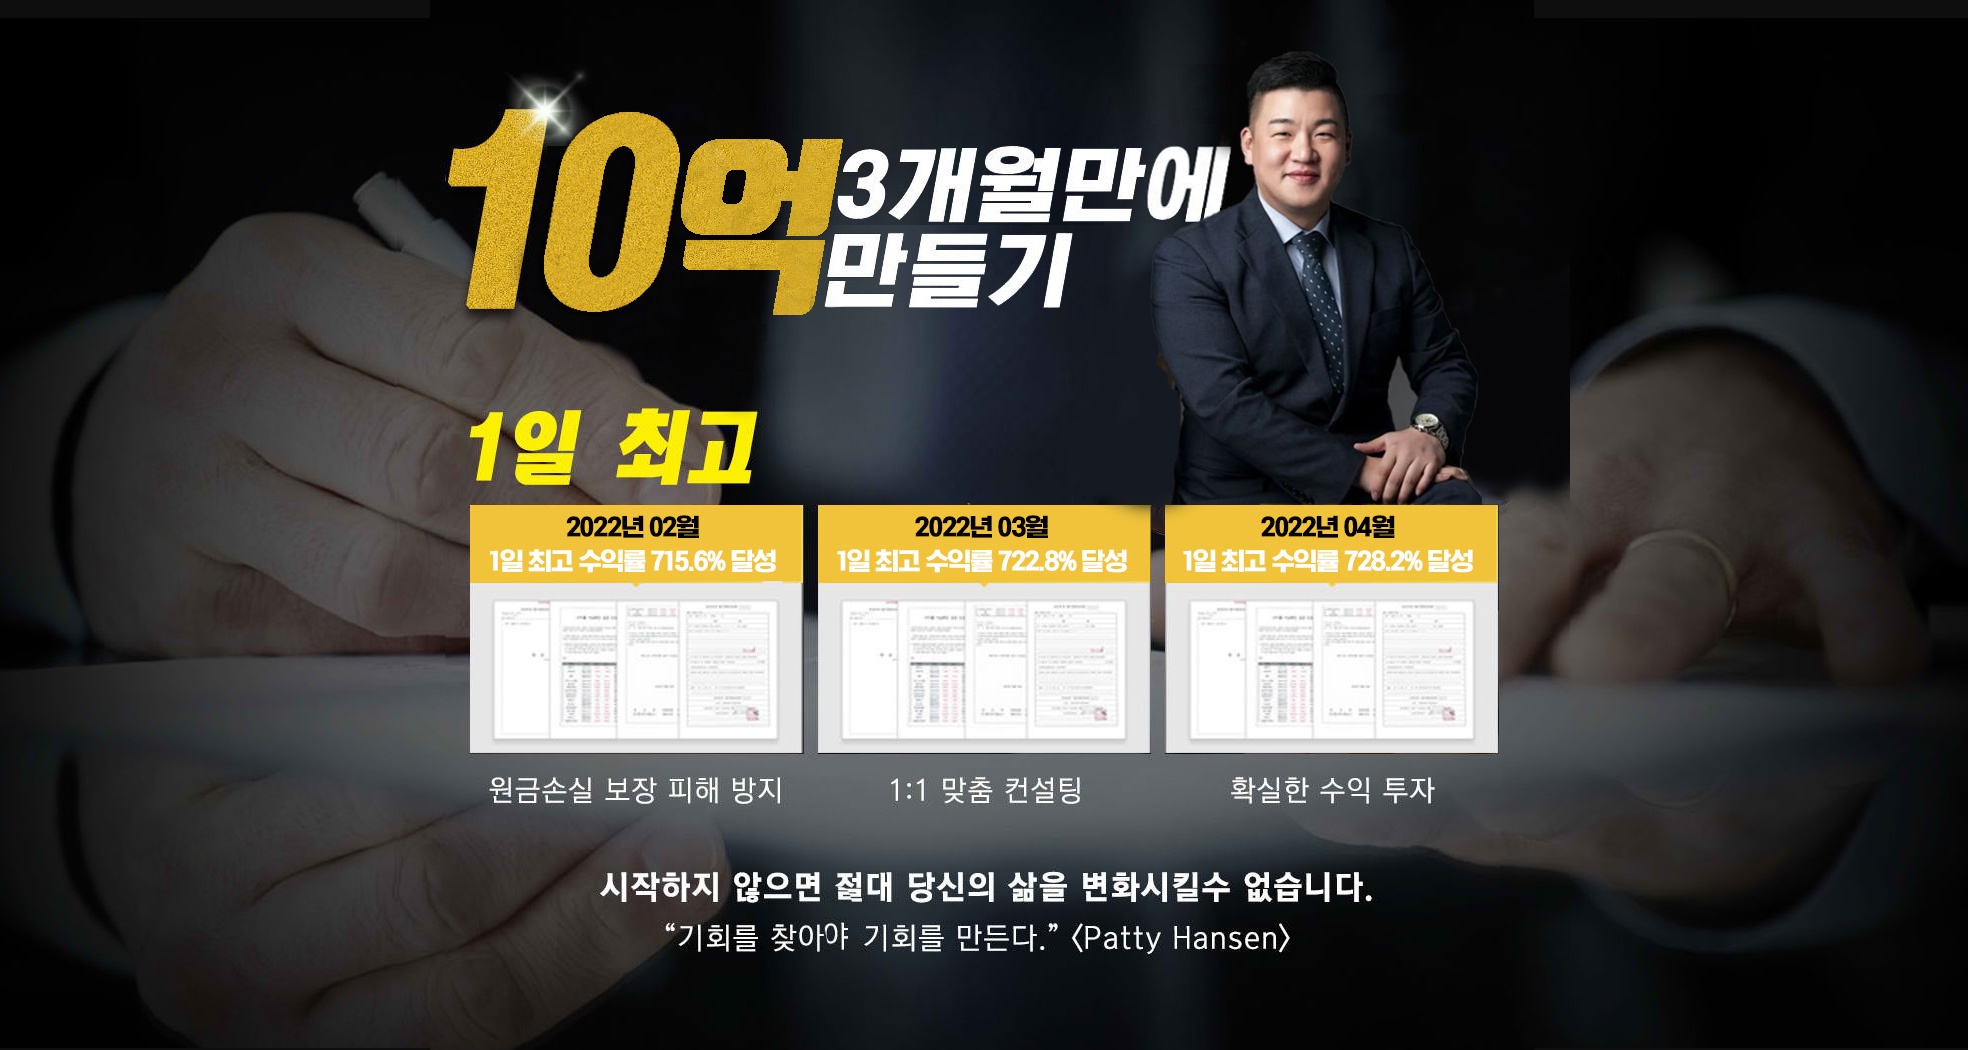 10억 3개월만에
만들기
1일 최고
2022년 02월
1일 최고 수익률 715.6% 달성
2022년 03월
1일 최고 수익률 722.8% 달성
2022년 04월
1일 최고 수익률 728.2% 달성
원금손실 보장 피해 방지
1:1 맞춤 컨설팅
확실한 수익 투자
시작하지 않으면 절대 당신의 삶을 변화시킬수 없습니다.
“기회를 찾아야 기회를 만든다.” 〈Patty Hansen〉